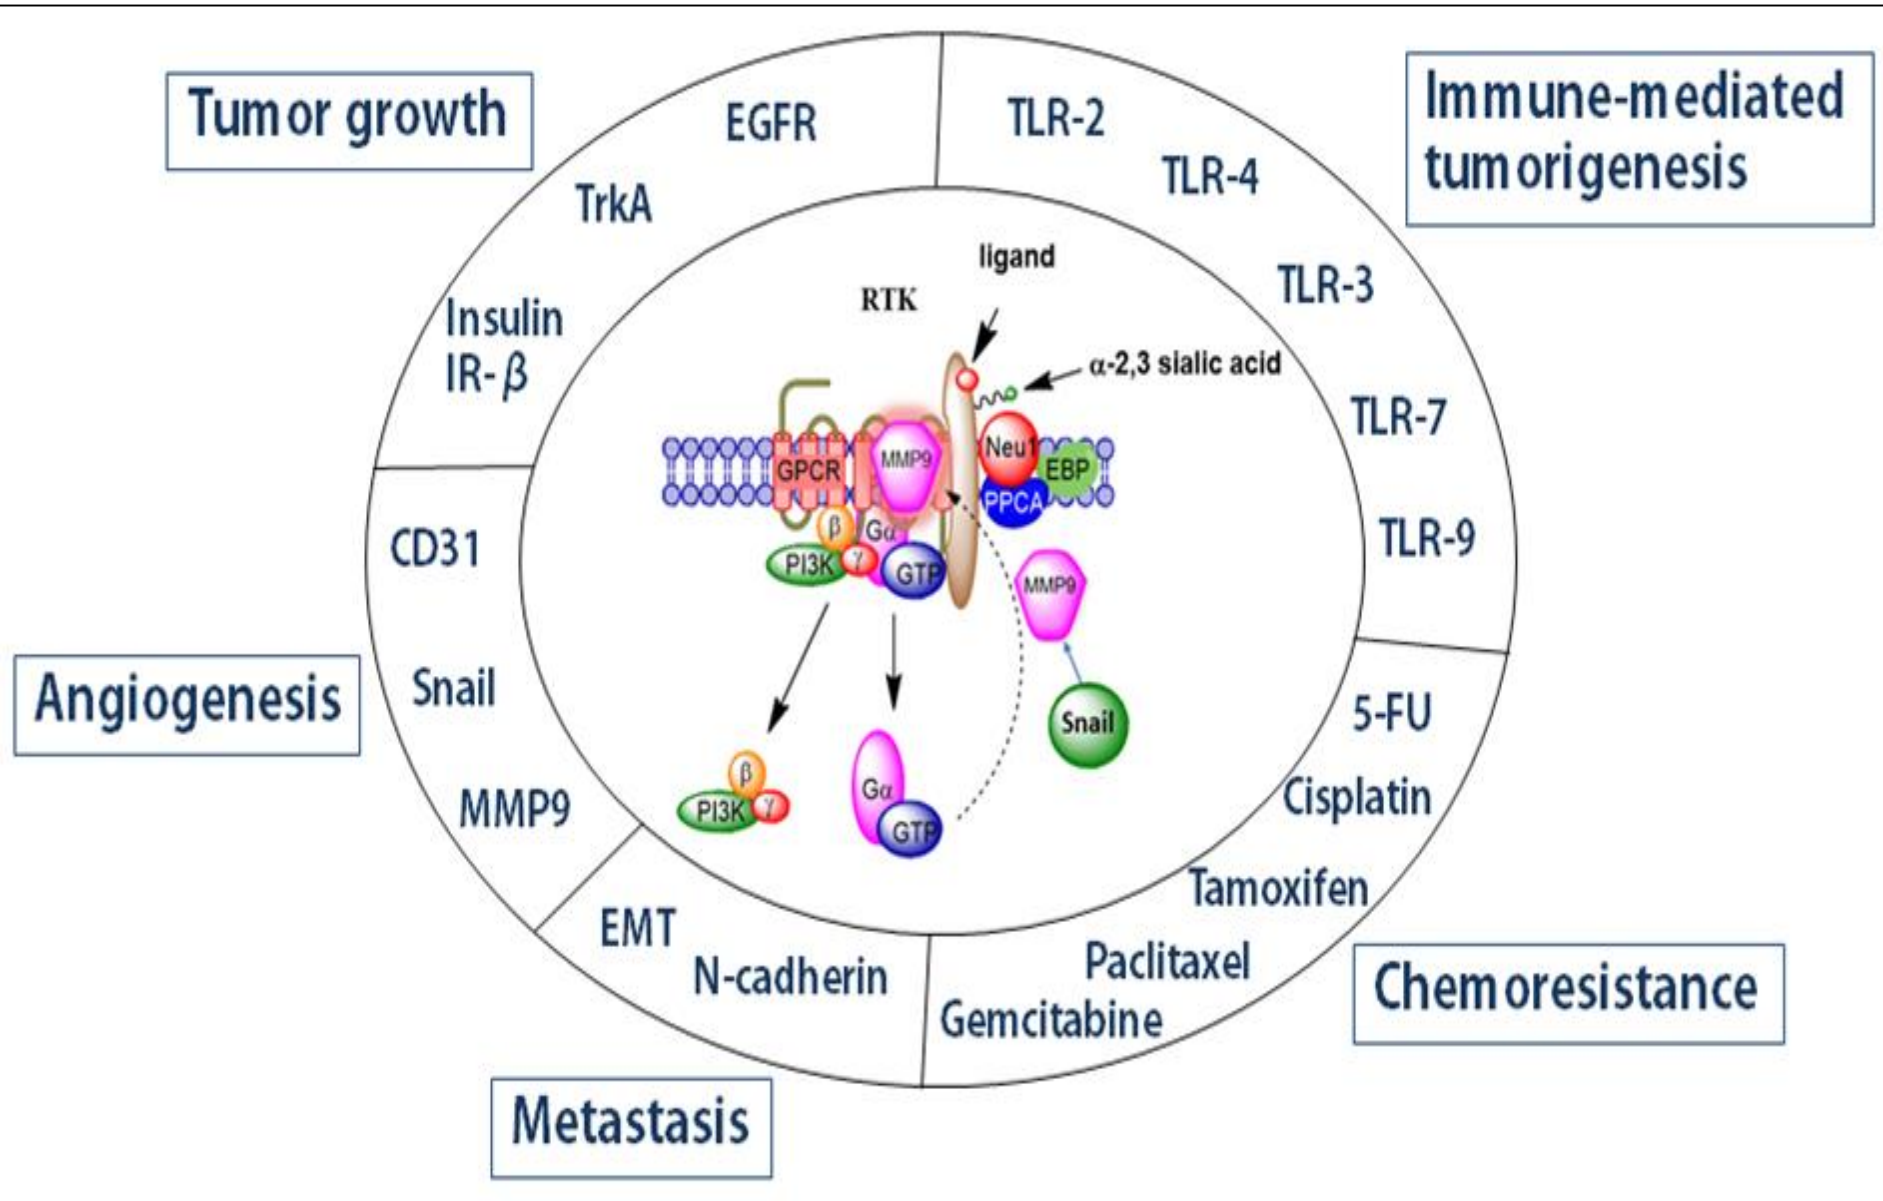 Tumor growth
Immune-mediated
tumorigenesis
EGFR
TrkA
Insulin
IR-β
TLR-2
TLR-4
TLR-3
TLR-7
TLR-9
ligand
RTK
α-2,3 sialic acid
GPCR
MMP9
Neu1
EBP
PPCA
β
Gα
PI3K
γ
GTP
MMP9
Snail
β
PI3K
γ
Gα
GTP
CD31
Snail
MMP9
Angiogenesis
EMT
N-cadherin
Metastasis
5-FU
Cisplatin
Tamoxifen
Paclitaxel
Gemcitabine
Chemoresistance